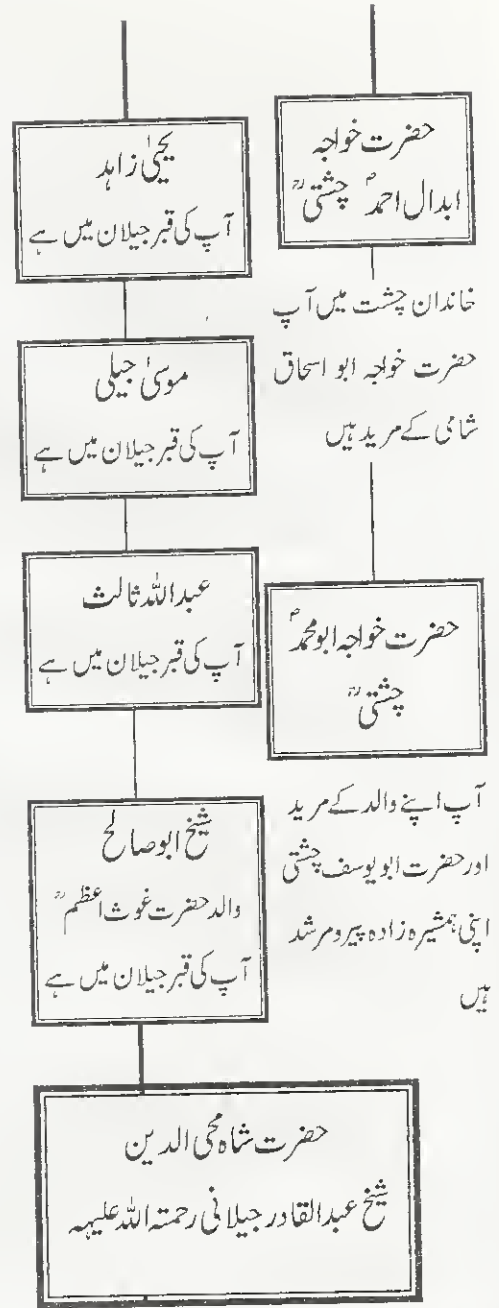 حضرت خواجہ
ابدال احمدؒ چشتیؒ
خاندان چشت میں آپ
حضرت خواجہ ابو اسحاق
شامی کے مرید ہیں
حضرت خواجہ ابو محمدؒ
چشتیؒ
آپ اپنے والد کے مرید
اور حضرت ابو یوسف چشتی
اپنی ہمشیرہ زادہ پیر و مرشد
ہیں
یحییٰ زاہد
آپ کی قبر جیلان میں ہے
موسیٰ جیلی
آپ کی قبر جیلان میں ہے
عبداللہ ثالث
آپ کی قبر جیلان میں ہے
شیخ ابو صالح
والد حضرت غوث اعظمؒ
آپ کی قبر جیلان میں ہے
حضرت شاہ محی الدین
شیخ عبدالقادر جیلانی رحمتہ اللہ علیہہ